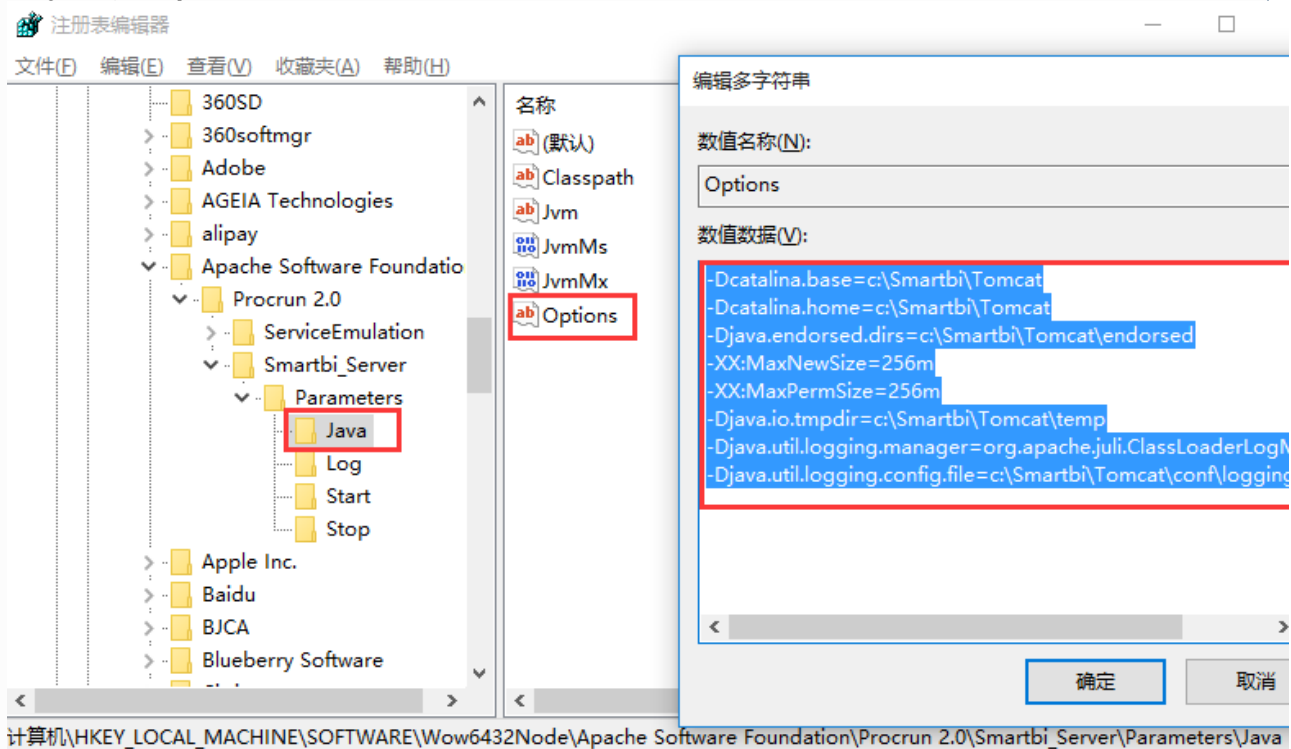 注册表编辑器
文件(F) 编辑(E) 查看(V) 收藏夹(A) 帮助(H)
360SD
360softmgr
Adobe
AGEIA Technologies
alipay
Apache Software Foundatio
Procrun 2.0
ServiceEmulation
Smartbi_Server
Parameters
Java
Log
Start
Stop
Apple Inc.
Baidu
BJCA
Blueberry Software
名称
(默认)
Classpath
Jvm
JvmMs
JvmMx
Options
编辑多字符串
数值名称(N):
Options
数值数据(V):
-Dcatalina.base=c:\Smartbi\Tomcat
-Dcatalina.home=c:\Smartbi\Tomcat
-Djava.endorsed.dirs=c:\Smartbi\Tomcat\endorsed
-XX:MaxNewSize=256m
-XX:MaxPermSize=256m
-Djava.io.tmpdir=c:\Smartbi\Tomcat\temp
-Djava.util.logging.manager=org.apache.juli.ClassLoaderLog
-Djava.util.logging.config.file=c:\Smartbi\Tomcat\conf\logging
确定 取消
计算机\HKEY_LOCAL_MACHINE\SOFTWARE\Wow6432Node\Apache Software Foundation\Procrun 2.0\Smartbi_Server\Parameters\Java